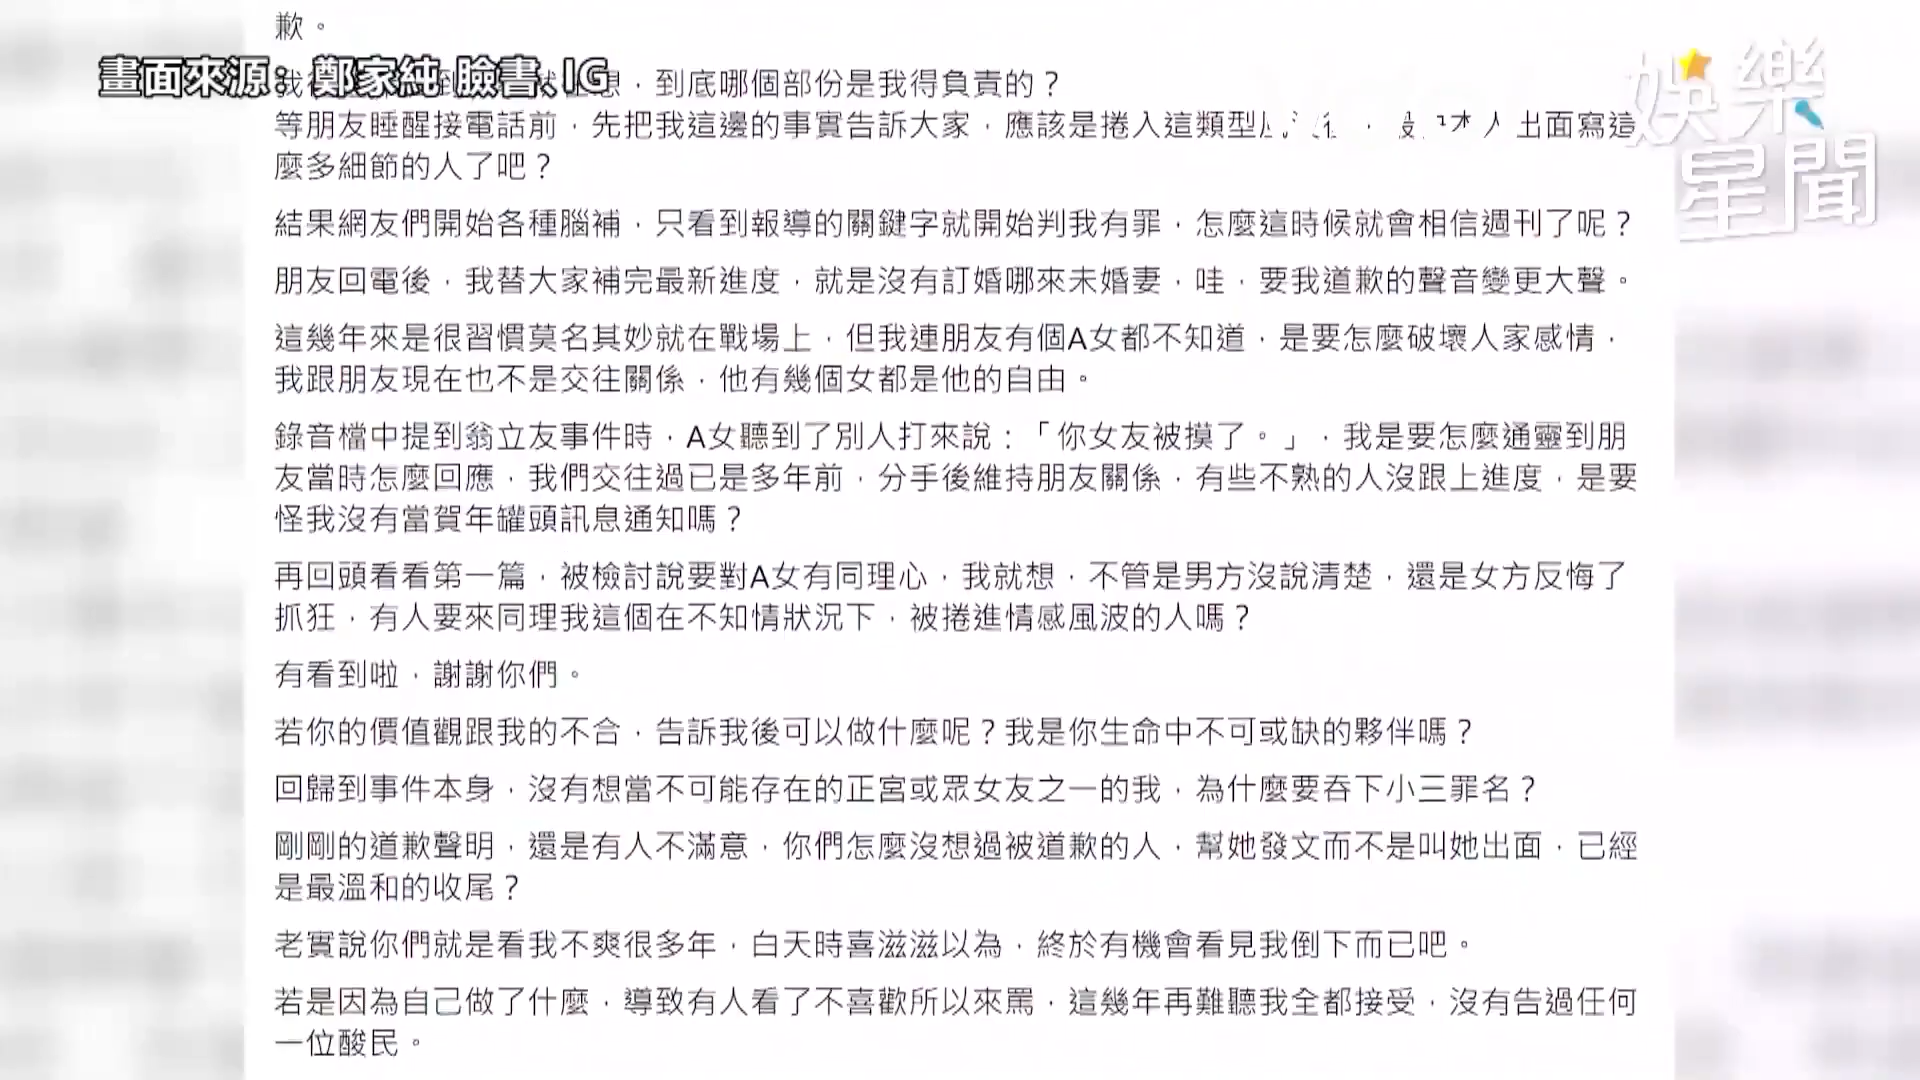 歉。
畫面來源：鄭家純 臉書、IG
想，到底哪個部份是我得負責的？
娛樂星聞
等朋友睡醒接電話前，先把我這邊的事實告訴大家，應該是捲入這類型 出面寫這
麼多細節的人了吧？
結果網友們開始各種腦補，只看到報導的關鍵字就開始判我有罪，怎麼這時候就會相信週刊了呢？
朋友回電後，我替大家補完最新進度，就是沒有訂婚哪來未婚妻，哇，要我道歉的聲音變更大聲。
這幾年來是很習慣莫名其妙就在戰場上，但我連朋友有個A女都不知道，是要怎麼破壞人家感情，
我跟朋友現在也不是交往關係，他有幾個女都是他的自由。
錄音檔中提到翁立友事件時，A女聽到了別人打來說：「你女友被摸了。」，我是要怎麼通靈到朋
友當時怎麼回應，我們交往過已是多年前，分手後維持朋友關係，有些不熟的人沒跟上進度，是要
怪我沒有當賀年罐頭訊息通知嗎？
再回頭看看第一篇，被檢討說要對A女有同理心，我就想，不管是男方沒說清楚，還是女方反悔了
抓狂，有人要來同理我這個在不知情狀況下，被捲進情感風波的人嗎？
有看到啦，謝謝你們。
若你的價值觀跟我的不合，告訴我後可以做什麼呢？我是你生命中不可或缺的夥伴嗎？
回歸到事件本身，沒有想當不可能存在的正宮或眾女友之一的我，為什麼要吞下小三罪名？
剛剛的道歉聲明，還是有人不滿意，你們怎麼沒想過被道歉的人，幫她發文而不是叫她出面，已經
是最溫和的收尾？
老實說你們就是看我不爽很多年，白天時喜滋滋以為，終於有機會看見我倒下而已吧。
若是因為自己做了什麼，導致有人看了不喜歡所以來罵，這幾年再難聽我全都接受，沒有告過任何
一位酸民。